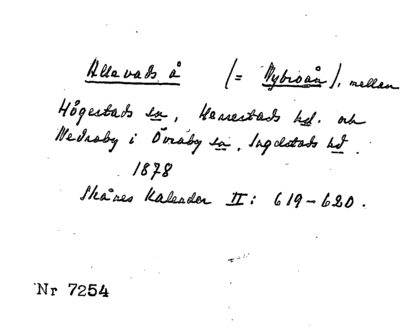 Allevads å (= Nybroån), mellan
Högestads sn, Herrestads hd. och
Nedraby i Övraby sn, Ingelstads hd.
1878
Skånes Kalender II: 619-620.
Nr 7254